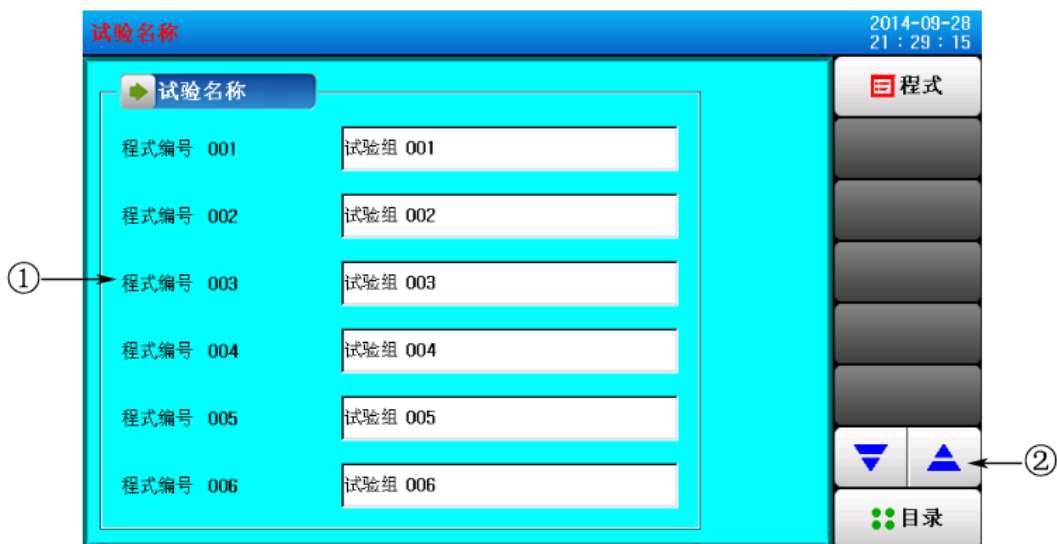 试验名称
2014-09-28
21 : 29 : 15
试验名称
程式
程式编号 001 试验组 001
程式编号 002 试验组 002
① 程式编号 003 试验组 003
程式编号 004 试验组 004
程式编号 005 试验组 005
②
程式编号 006 试验组 006
目录